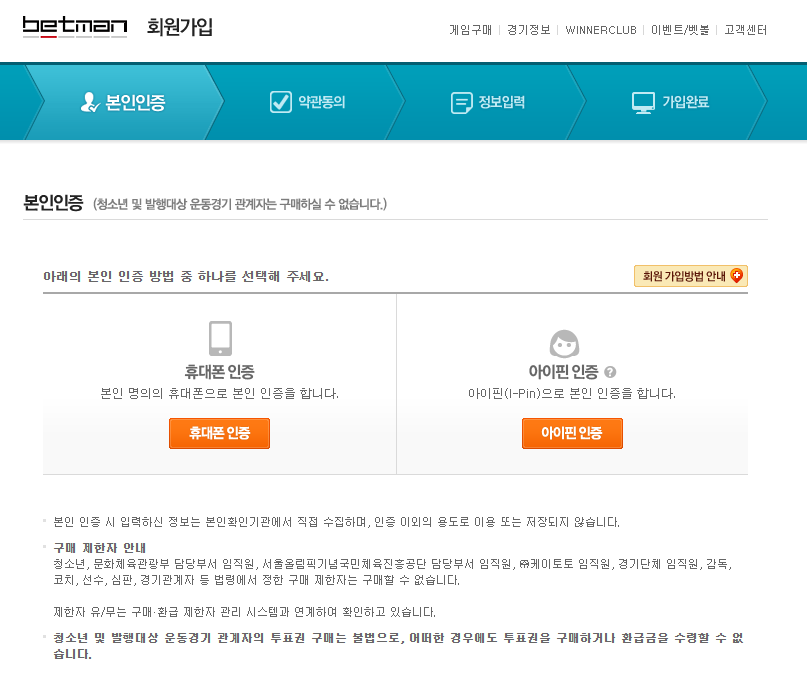 betman 회원가입
게임구매 | 경기정보 | WINNERCLUB | 이벤트/벳볼 | 고객센터
본인인증 약관동의 정보입력 가입완료
본인인증 (청소년 및 발행대상 운동경기 관계자는 구매하실 수 없습니다.)
아래의 본인 인증 방법 중 하나를 선택해 주세요. 회원 가입방법 안내
휴대폰 인증
본인 명의의 휴대폰으로 본인 인증을 합니다.
휴대폰 인증
아이핀 인증 ?
아이핀(I-Pin)으로 본인 인증을 합니다.
아이핀 인증
본인 인증 시 입력하신 정보는 본인확인기관에서 직접 수집하며, 인증 이외의 용도로 이용 또는 저장되지 않습니다.
구매 제한자 안내
청소년, 문화체육관광부 담당부서 임직원, 서울올림픽기념국민체육진흥공단 담당부서 임직원, ㈜케이토토 임직원, 경기단체 임직원, 감독,
코치, 선수, 심판, 경기관계자 등 법령에서 정한 구매 제한자는 구매할 수 없습니다.
제한자 유/무는 구매·환급 제한자 관리 시스템과 연계하여 확인하고 있습니다.
청소년 및 발행대상 운동경기 관계자의 투표권 구매는 불법으로, 어떠한 경우에도 투표권을 구매하거나 환급금을 수령할 수 없
습니다.